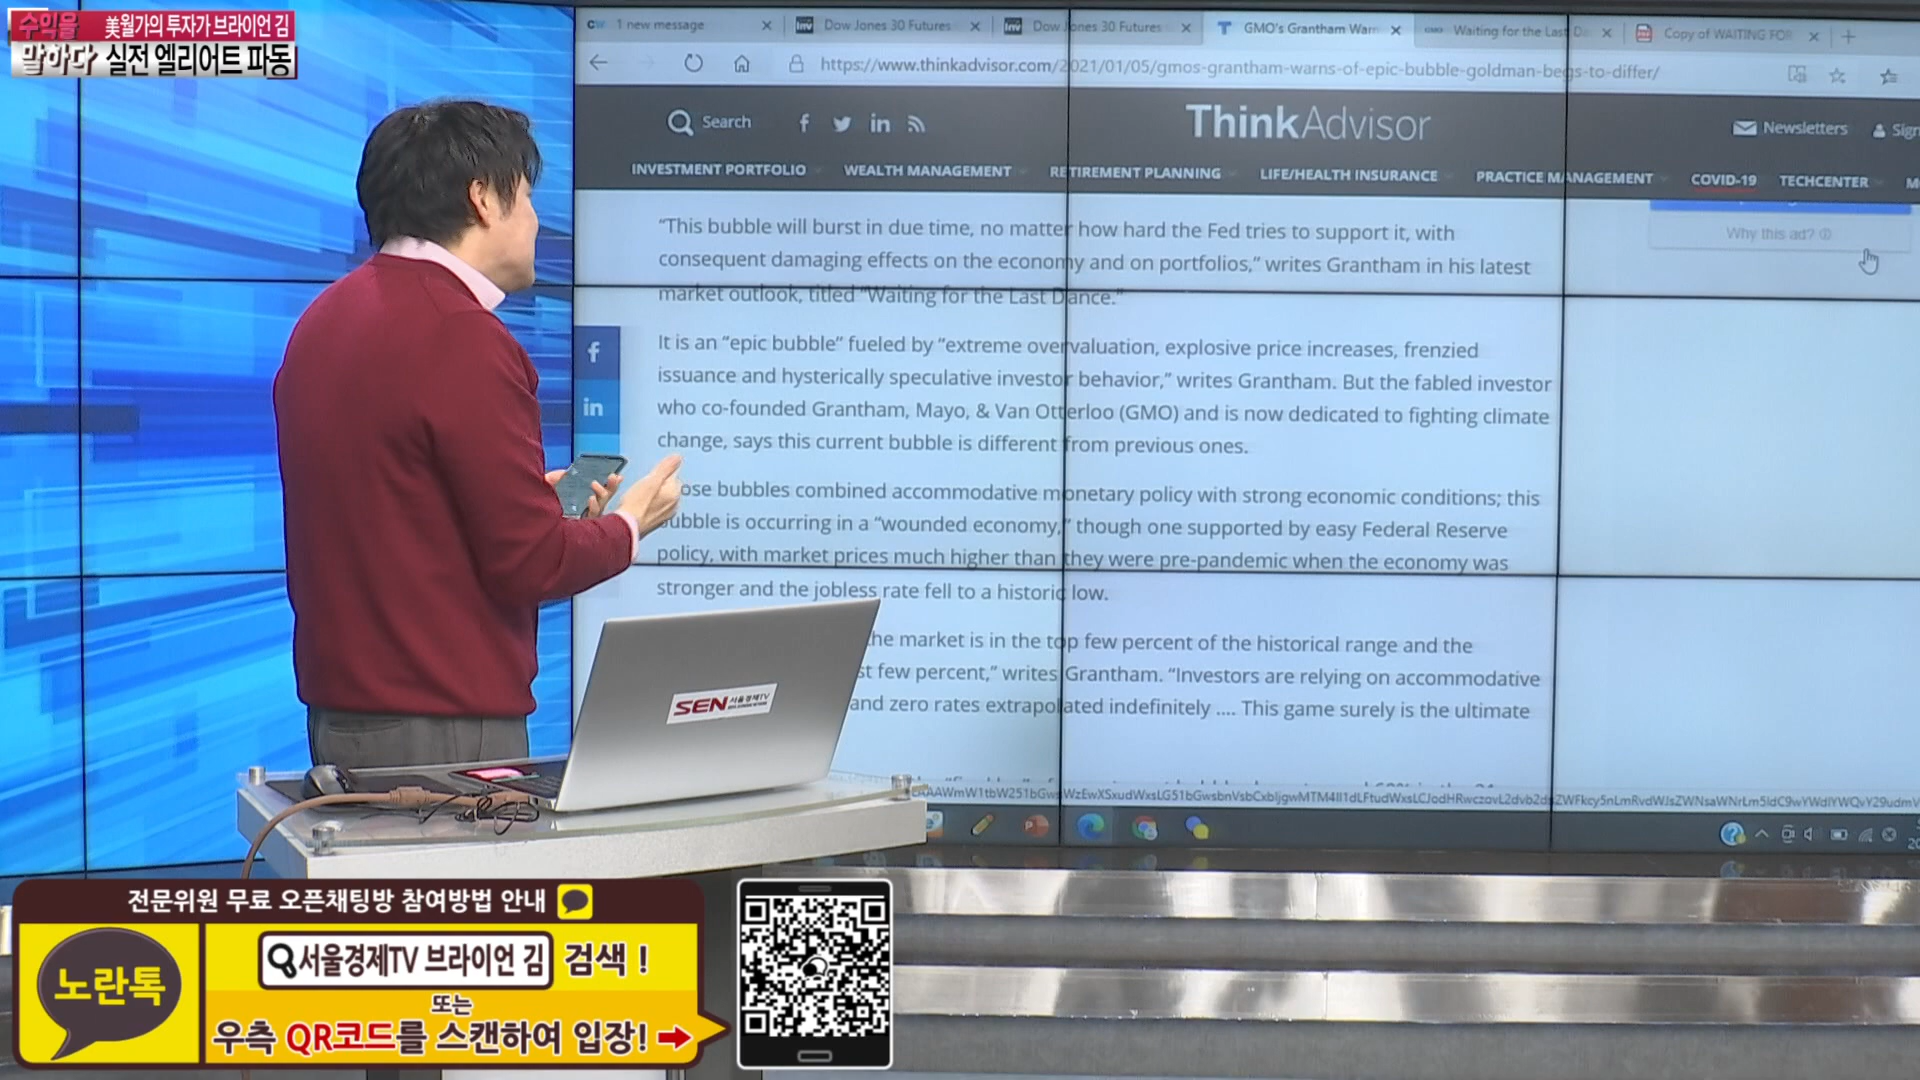 수익을 美월가의 투자가 브라이언 김
말하다 실전 엘리어트 파동
1 new message
Dow Jones 30 Futures
Dow Jones 30 Futures
GMO's Grantham Warn
Waiting for the Last Da
Copy of WAITING FOR
https://www.thinkadvisor.com/2021/01/05/gmos-grantham-warns-of-epic-bubble-goldman-begs-to-differ/
Search
ThinkAdvisor
Newsletters
Sign
INVESTMENT PORTFOLIO WEALTH MANAGEMENT RETIREMENT PLANNING LIFE/HEALTH INSURANCE PRACTICE MANAGEMENT COVID-19 TECHCENTER
Why this ad?
“This bubble will burst in due time, no matter how hard the Fed tries to support it, with
consequent damaging effects on the economy and on portfolios,” writes Grantham in his latest
market outlook, titled “Waiting for the Last Dance.”
It is an “epic bubble” fueled by “extreme overvaluation, explosive price increases, frenzied
issuance and hysterically speculative investor behavior,” writes Grantham. But the fabled investor
who co-founded Grantham, Mayo, & Van Otterloo (GMO) and is now dedicated to fighting climate
change, says this current bubble is different from previous ones.
ose bubbles combined accommodative monetary policy with strong economic conditions; this
bubble is occurring in a “wounded economy,” though one supported by easy Federal Reserve
policy, with market prices much higher than they were pre-pandemic when the economy was
stronger and the jobless rate fell to a historic low.
he market is in the top few percent of the historical range and the
st few percent,” writes Grantham. “Investors are relying on accommodative
and zero rates extrapolated indefinitely .... This game surely is the ultimate
SEN 서울경제TV
전문위원 무료 오픈채팅방 참여방법 안내
노란톡
서울경제TV 브라이언 김 검색 !
또는
우측 QR코드를 스캔하여 입장!